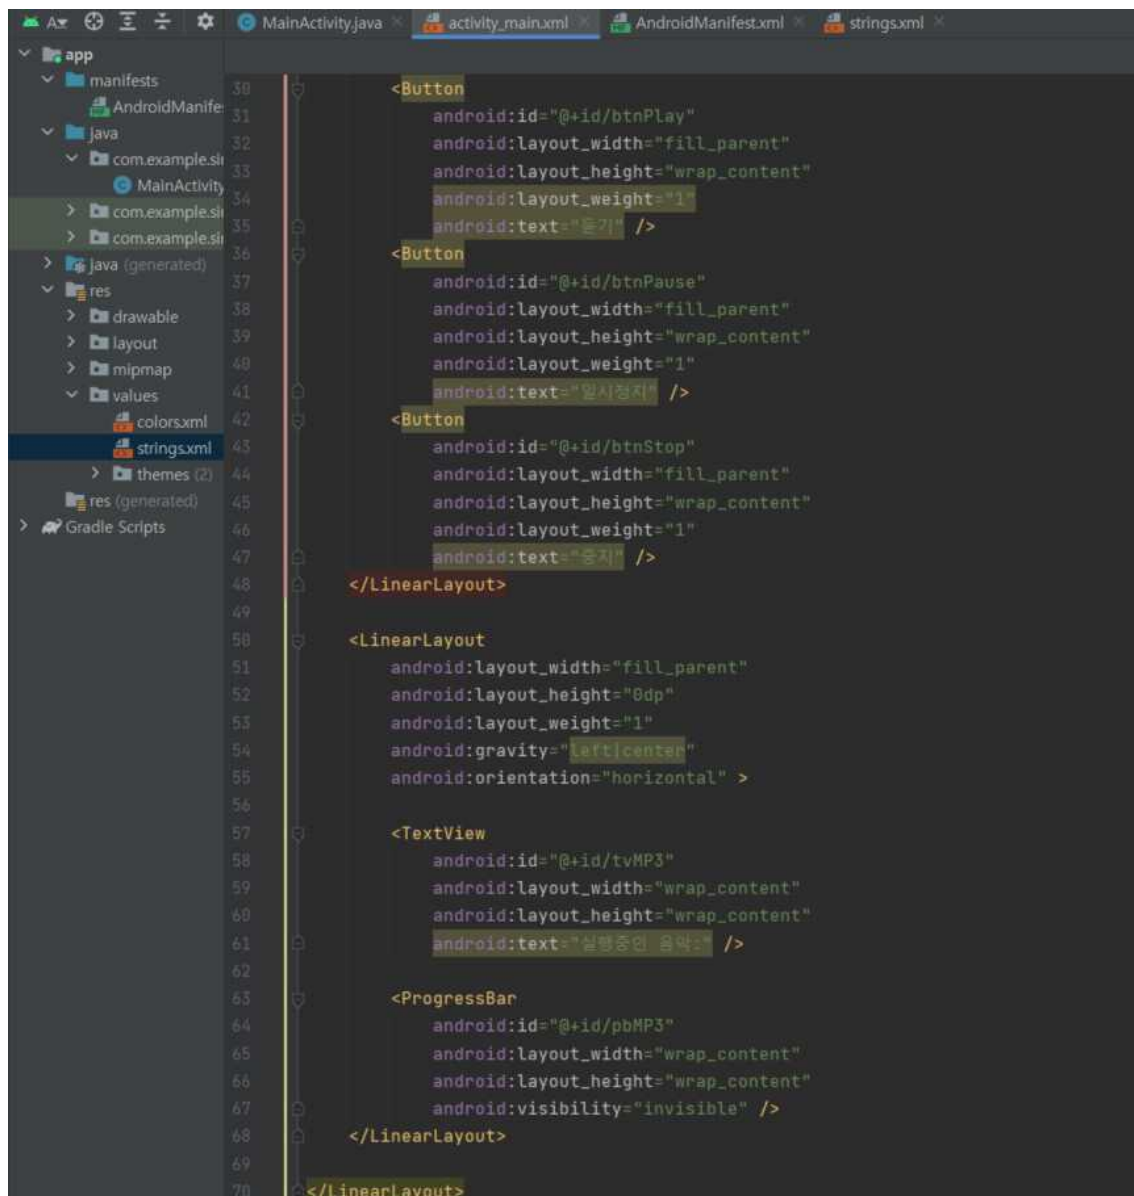 MainActivity.java
activity_main.xml
AndroidManifest.xml
strings.xml
app
manifests
AndroidManifes
java
com.example.sin
MainActivity
com.example.sin
com.example.sin
java (generated)
res
drawable
layout
mipmap
values
colors.xml
strings.xml
themes (2)
res (generated)
Gradle Scripts
30 <Button
31 android:id="@+id/btnPlay"
32 android:layout_width="fill_parent"
33 android:layout_height="wrap_content"
34 android:layout_weight="1"
35 android:text="듣기" />
36 <Button
37 android:id="@+id/btnPause"
38 android:layout_width="fill_parent"
39 android:layout_height="wrap_content"
40 android:layout_weight="1"
41 android:text="일시정지" />
42 <Button
43 android:id="@+id/btnStop"
44 android:layout_width="fill_parent"
45 android:layout_height="wrap_content"
46 android:layout_weight="1"
47 android:text="중지" />
48 </LinearLayout>
49
50 <LinearLayout
51 android:layout_width="fill_parent"
52 android:layout_height="0dp"
53 android:layout_weight="1"
54 android:gravity="left|center"
55 android:orientation="horizontal" >
56
57 <TextView
58 android:id="@+id/tvMP3"
59 android:layout_width="wrap_content"
60 android:layout_height="wrap_content"
61 android:text="실행중인 음악:" />
62
63 <ProgressBar
64 android:id="@+id/pbMP3"
65 android:layout_width="wrap_content"
66 android:layout_height="wrap_content"
67 android:visibility="invisible" />
68 </LinearLayout>
69
70 </LinearLayout>